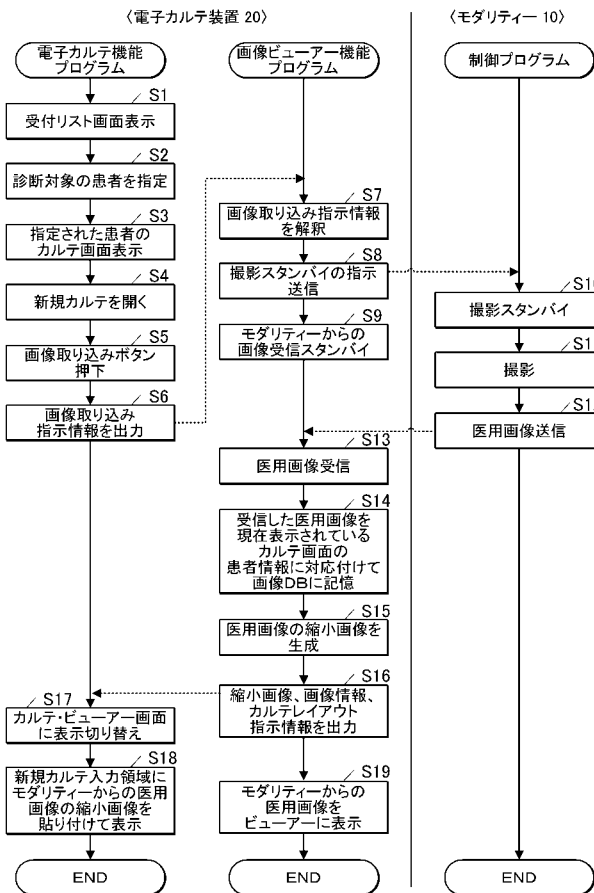 〈電子カルテ装置 20〉
〈モダリティー 10〉
電子カルテ機能
プログラム
S1
受付リスト画面表示
S2
診断対象の患者を指定
S3
指定された患者の
カルテ画面表示
S4
新規カルテを開く
S5
画像取り込みボタン
押下
S6
画像取り込み
指示情報を出力
S17
カルテ・ビューアー画面
に表示切り替え
S18
新規カルテ入力領域に
モダリティーからの医用
画像の縮小画像を
貼り付けて表示
END
画像ビューアー機能
プログラム
S7
画像取り込み指示情報
を解釈
S8
撮影スタンバイの指示
送信
S9
モダリティーからの
画像受信スタンバイ
S13
医用画像受信
S14
受信した医用画像を
現在表示されている
カルテ画面の
患者情報に対応付けて
画像DBに記憶
S15
医用画像の縮小画像を
生成
S16
縮小画像、画像情報、
カルテレイアウト
指示情報を出力
S19
モダリティーからの
医用画像を
ビューアーに表示
END
制御プログラム
撮影スタンバイ
撮影
医用画像送信
END